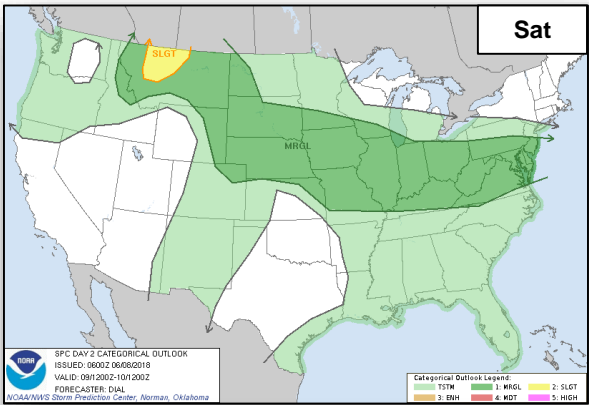 Sat
SLGT
MRGL
NOAA
SPC DAY 2 CATEGORICAL OUTLOOK
ISSUED: 0600Z 06/08/2018
VALID: 09/1200Z-10/1200Z
FORECASTER: DIAL
NOAA/NWS Storm Prediction Center, Norman, Oklahoma
Categorical Outlook Legend:
TSTM 1: MRGL 2: SLGT
3: ENH 4: MDT 5: HIGH